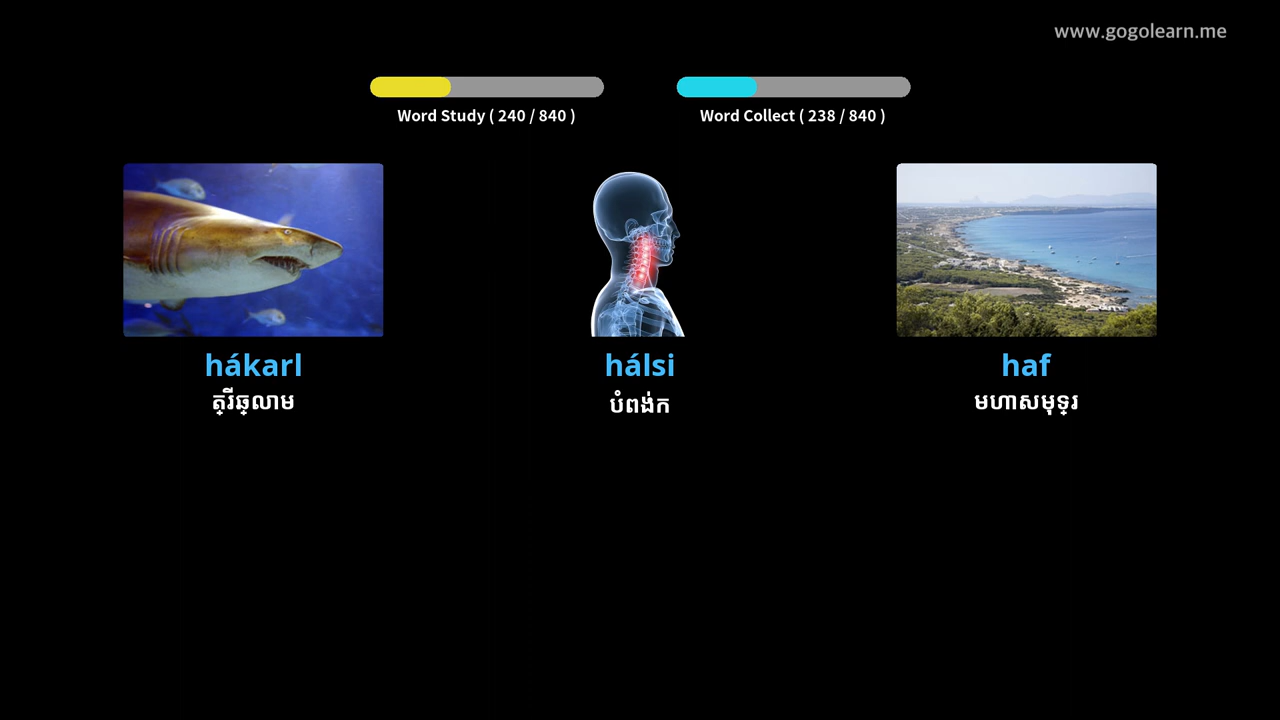 www.gogolearn.me
Word Study ( 240 / 840 )
Word Collect ( 238 / 840 )
hákarl
hálsi
haf
ត្រីឆ្លាម
បំពង់ក
មហាសមុទ្រ